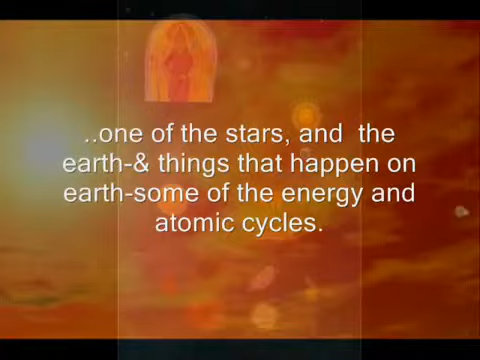 ..one of the stars, and  the
earth-& things that happen on
earth-some of the energy and
atomic cycles.